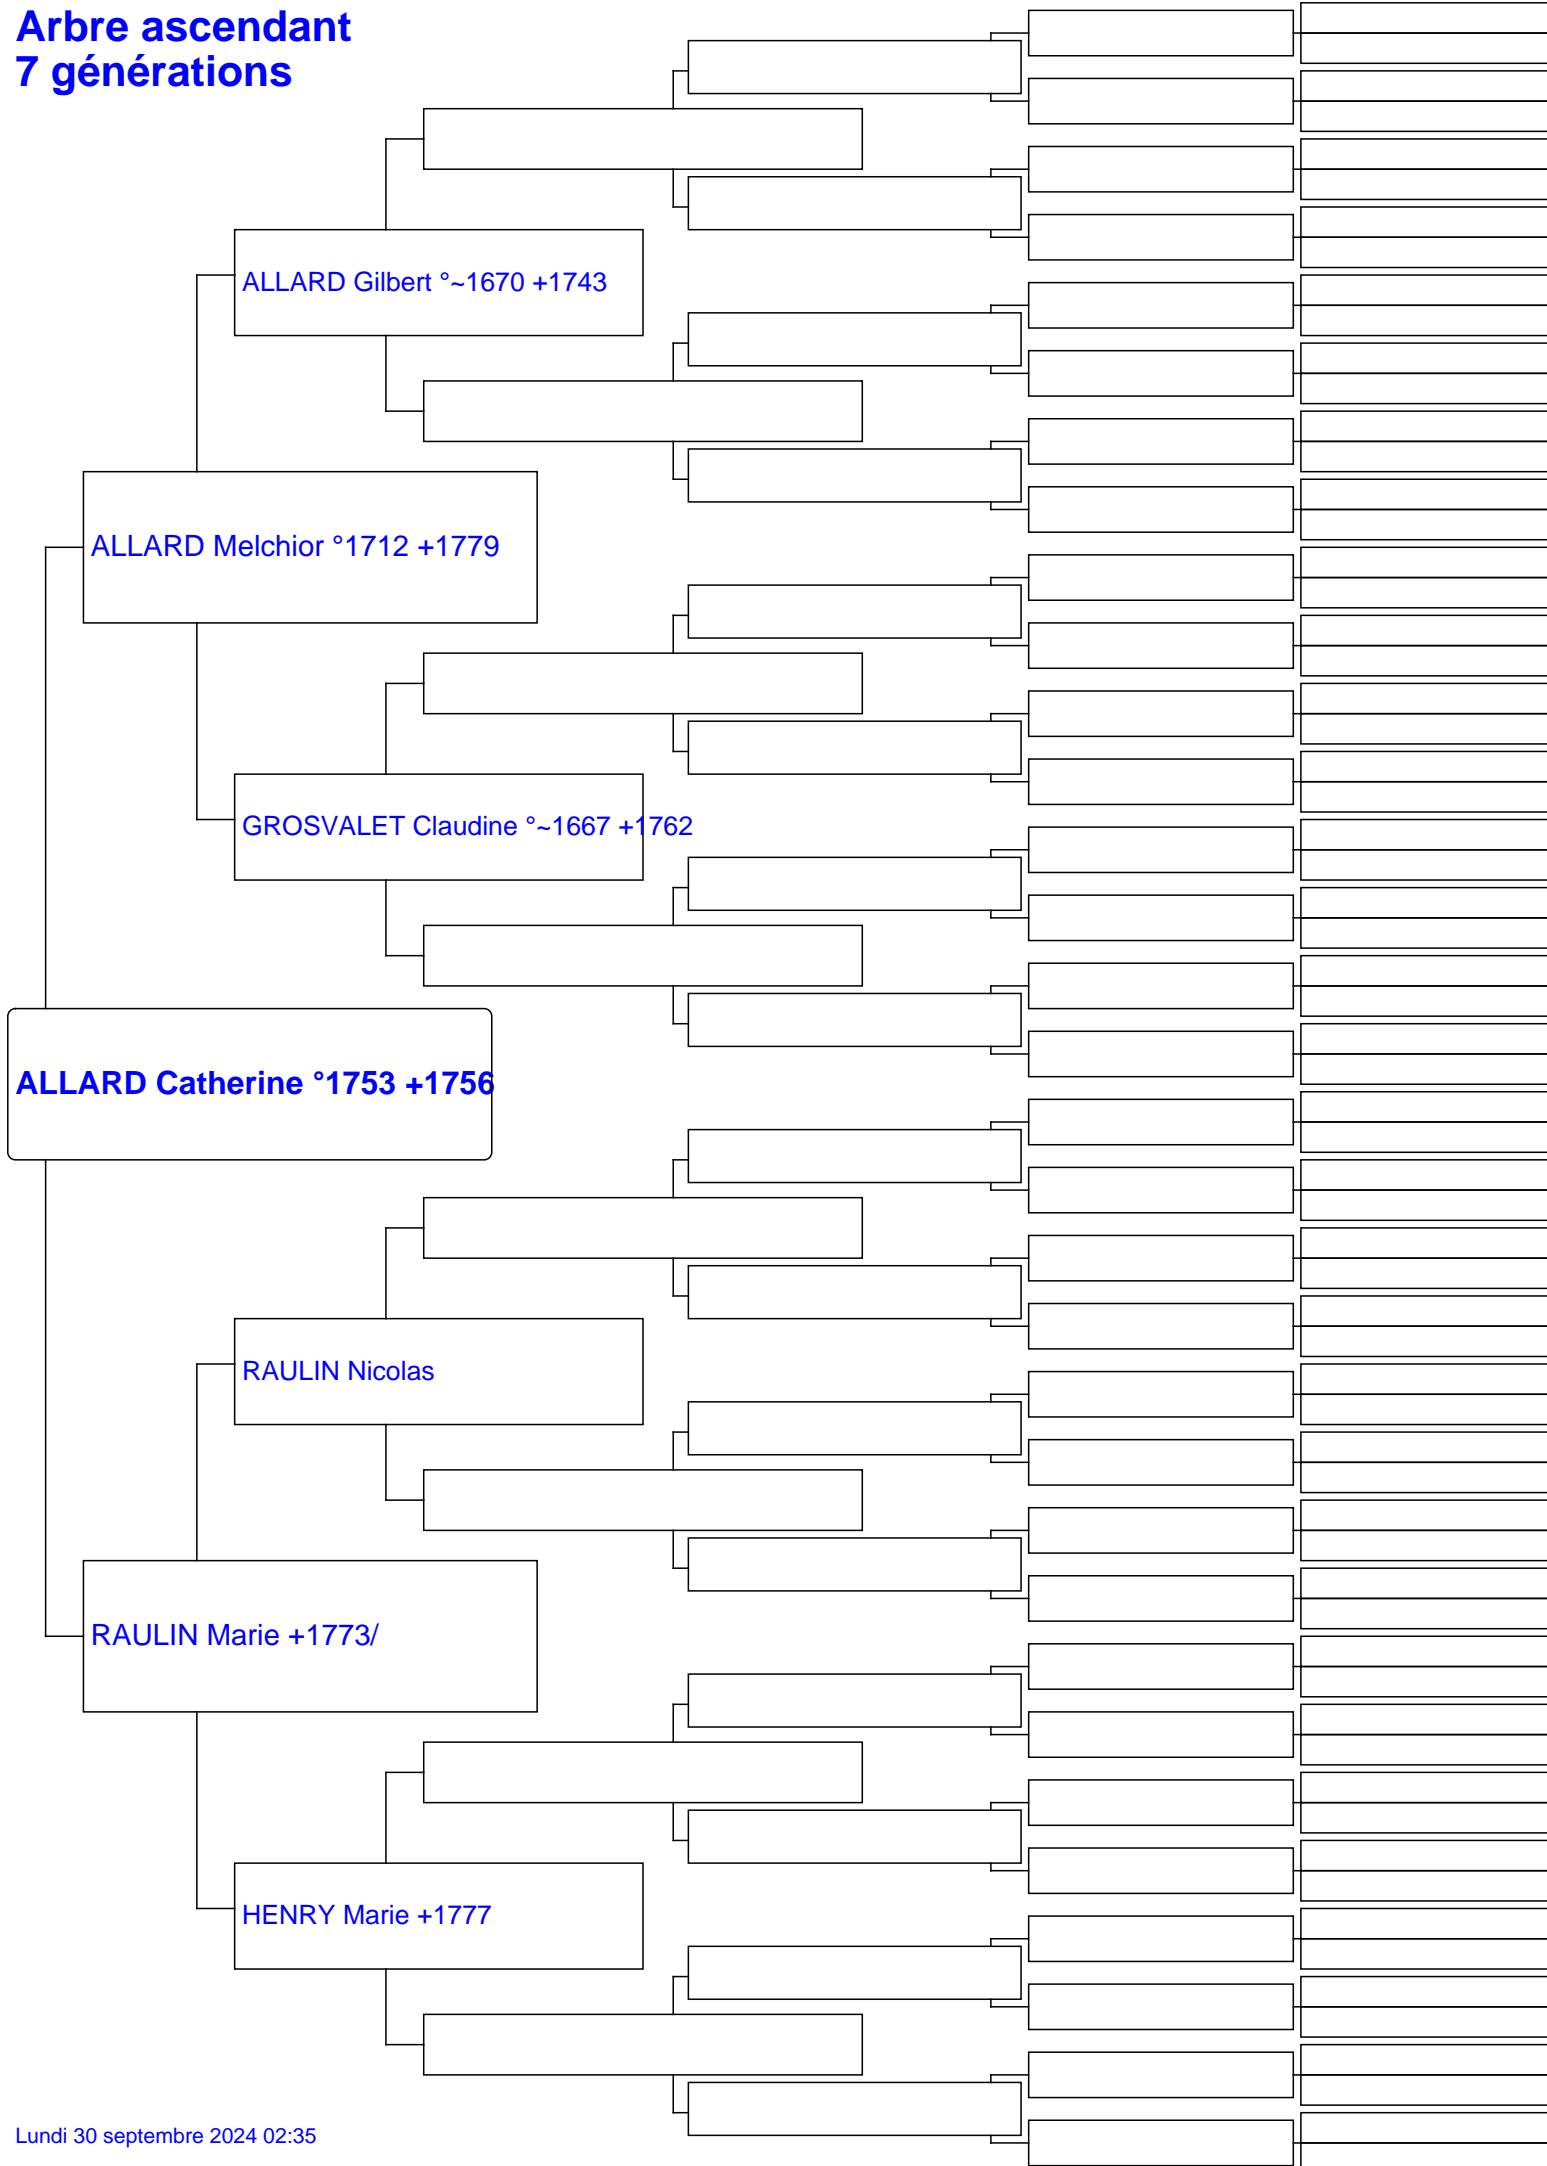 Arbre ascendant
7 générations
ALLARD Gilbert °~1670 +1743
ALLARD Melchior °1712 +1779
GROSVALET Claudine °~1667 +1762
ALLARD Catherine °1753 +1756
RAULIN Nicolas
RAULIN Marie +1773/
HENRY Marie +1777
Lundi 30 septembre 2024 02:35